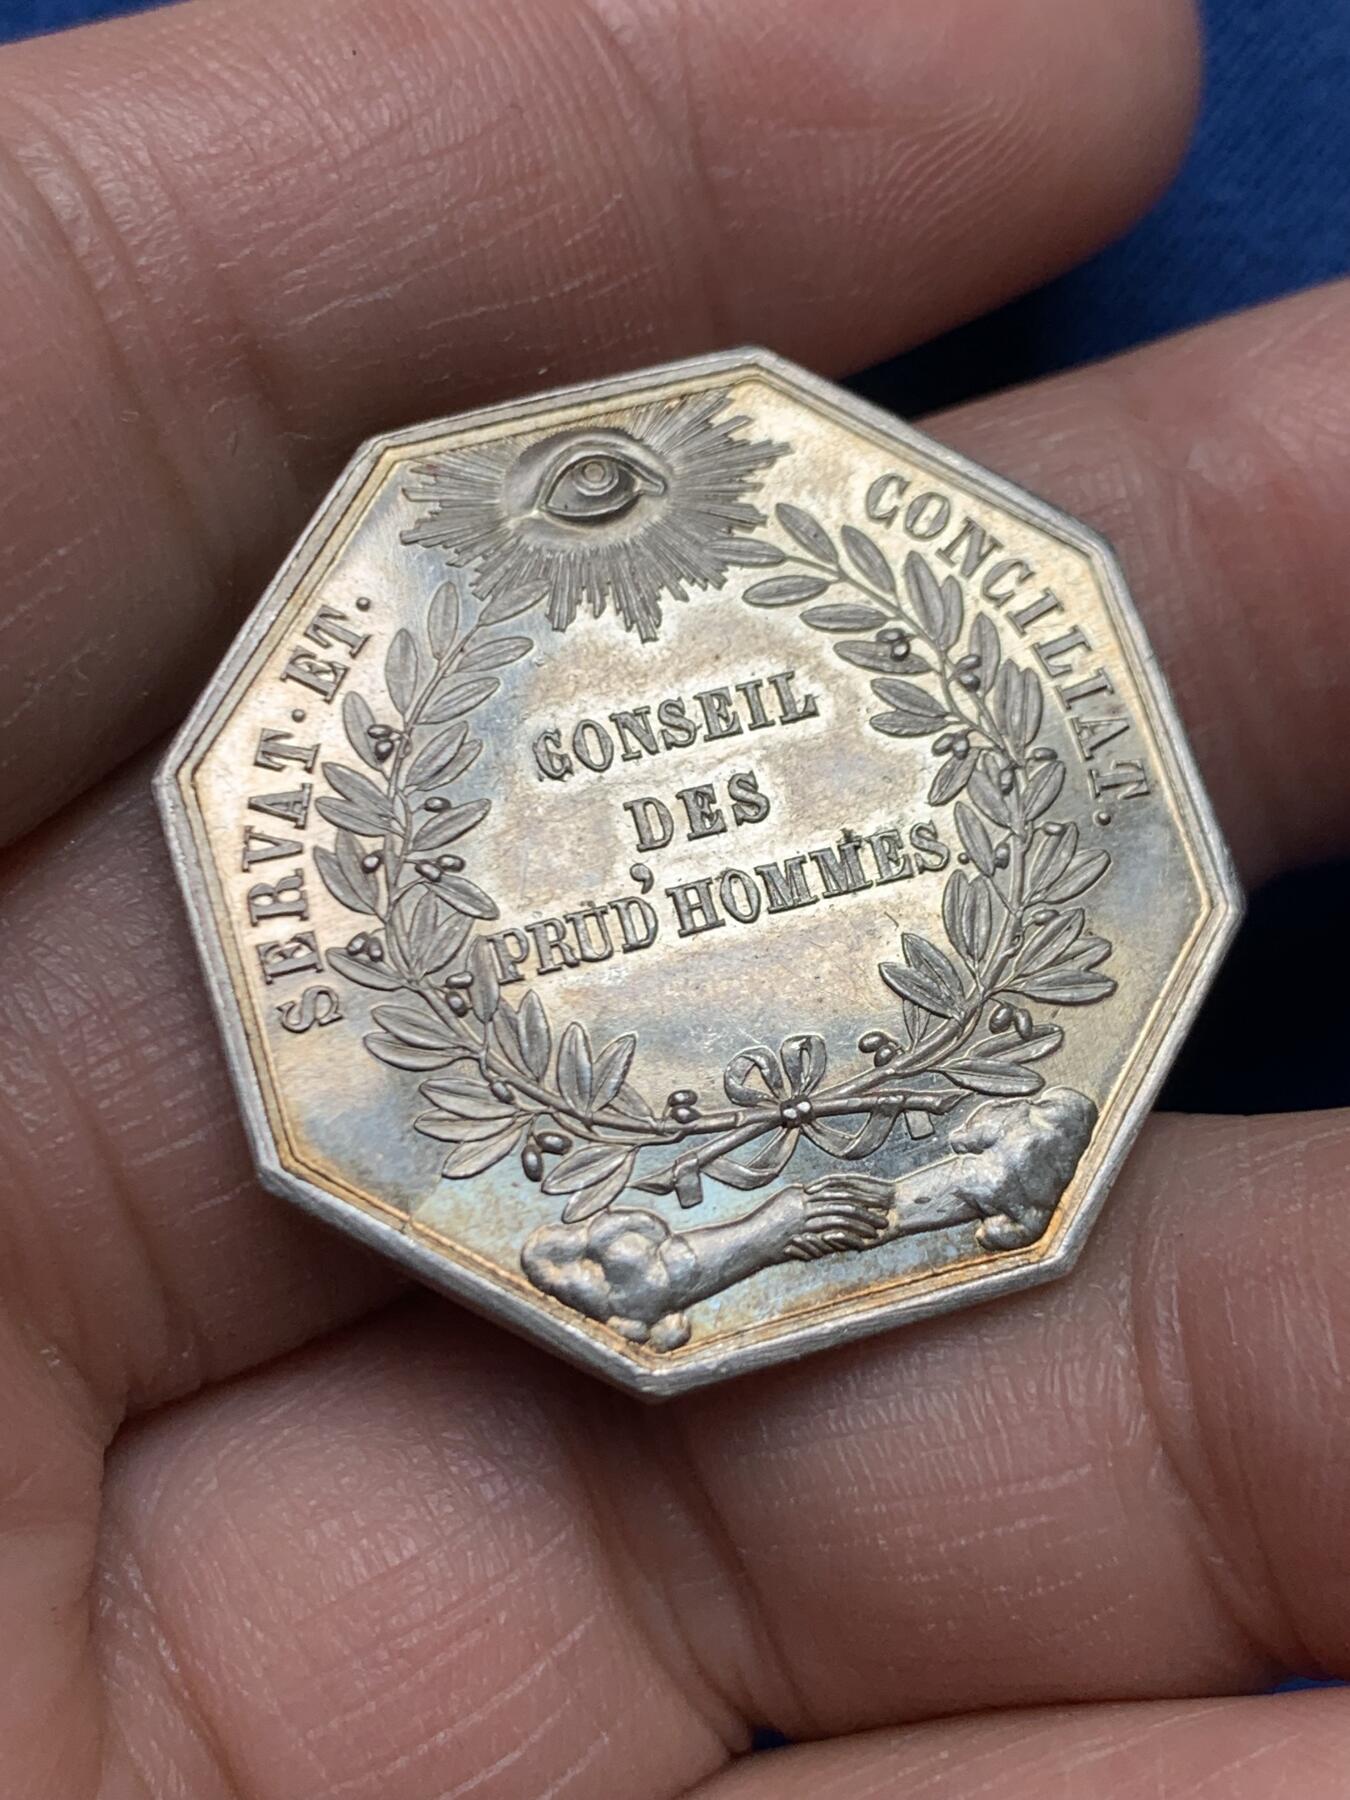 SERVAT·ET.
CONCILIAT.
CONSEIL
DES
PRUD'HOMMES.